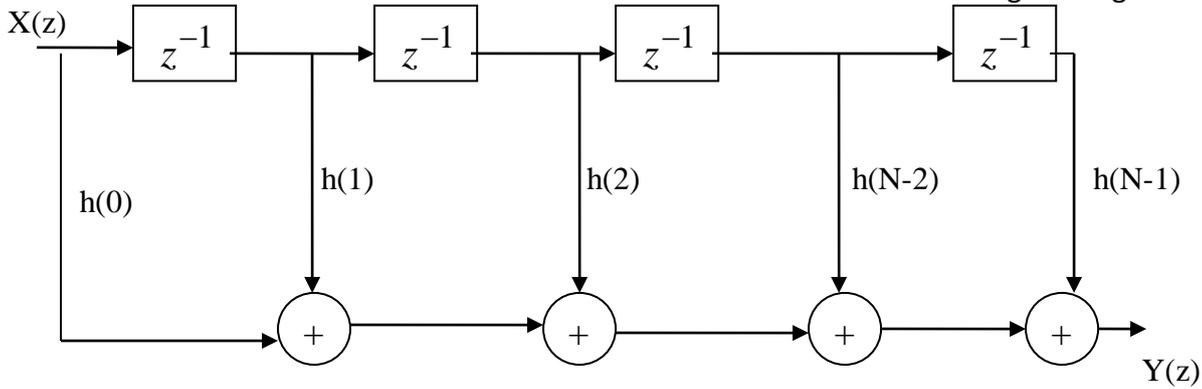 X(z)
z⁻¹ z⁻¹ z⁻¹ z⁻¹
h(0) h(1) h(2) h(N-2) h(N-1)
+ + + +
Y(z)